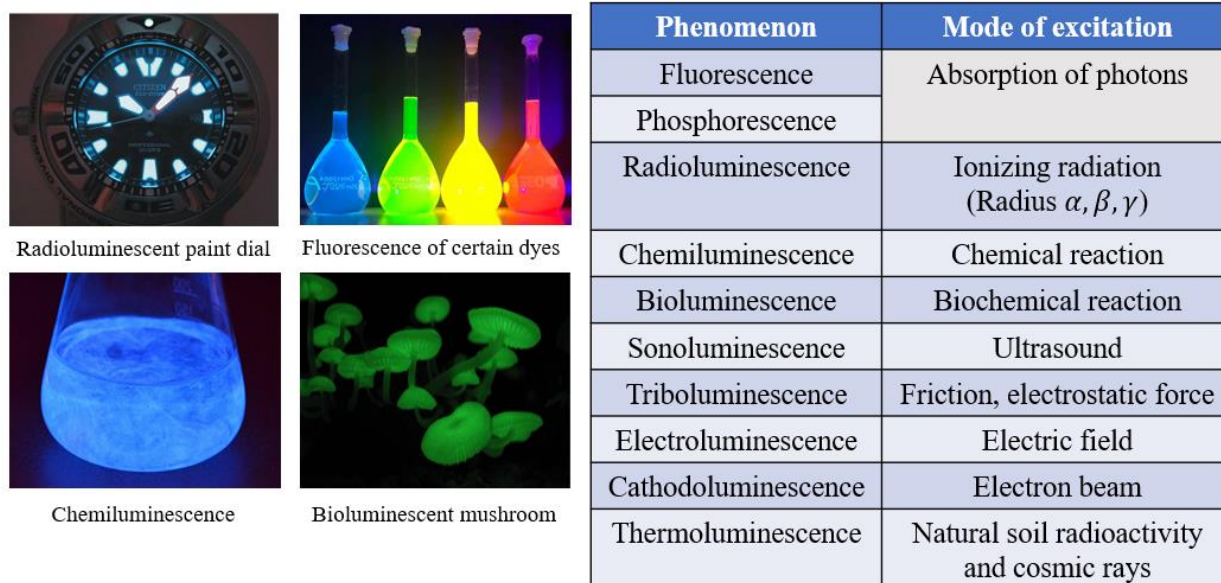 CITIZEN
Radioluminescent paint dial
Fluorescence of certain dyes
Chemiluminescence
Bioluminescent mushroom
Phenomenon
Mode of excitation
Fluorescence
Absorption of photons
Phosphorescence
Radioluminescence
Ionizing radiation
(Radius α, β, γ)
Chemiluminescence
Chemical reaction
Bioluminescence
Biochemical reaction
Sonoluminescence
Ultrasound
Triboluminescence
Friction, electrostatic force
Electroluminescence
Electric field
Cathodoluminescence
Electron beam
Thermoluminescence
Natural soil radioactivity
and cosmic rays